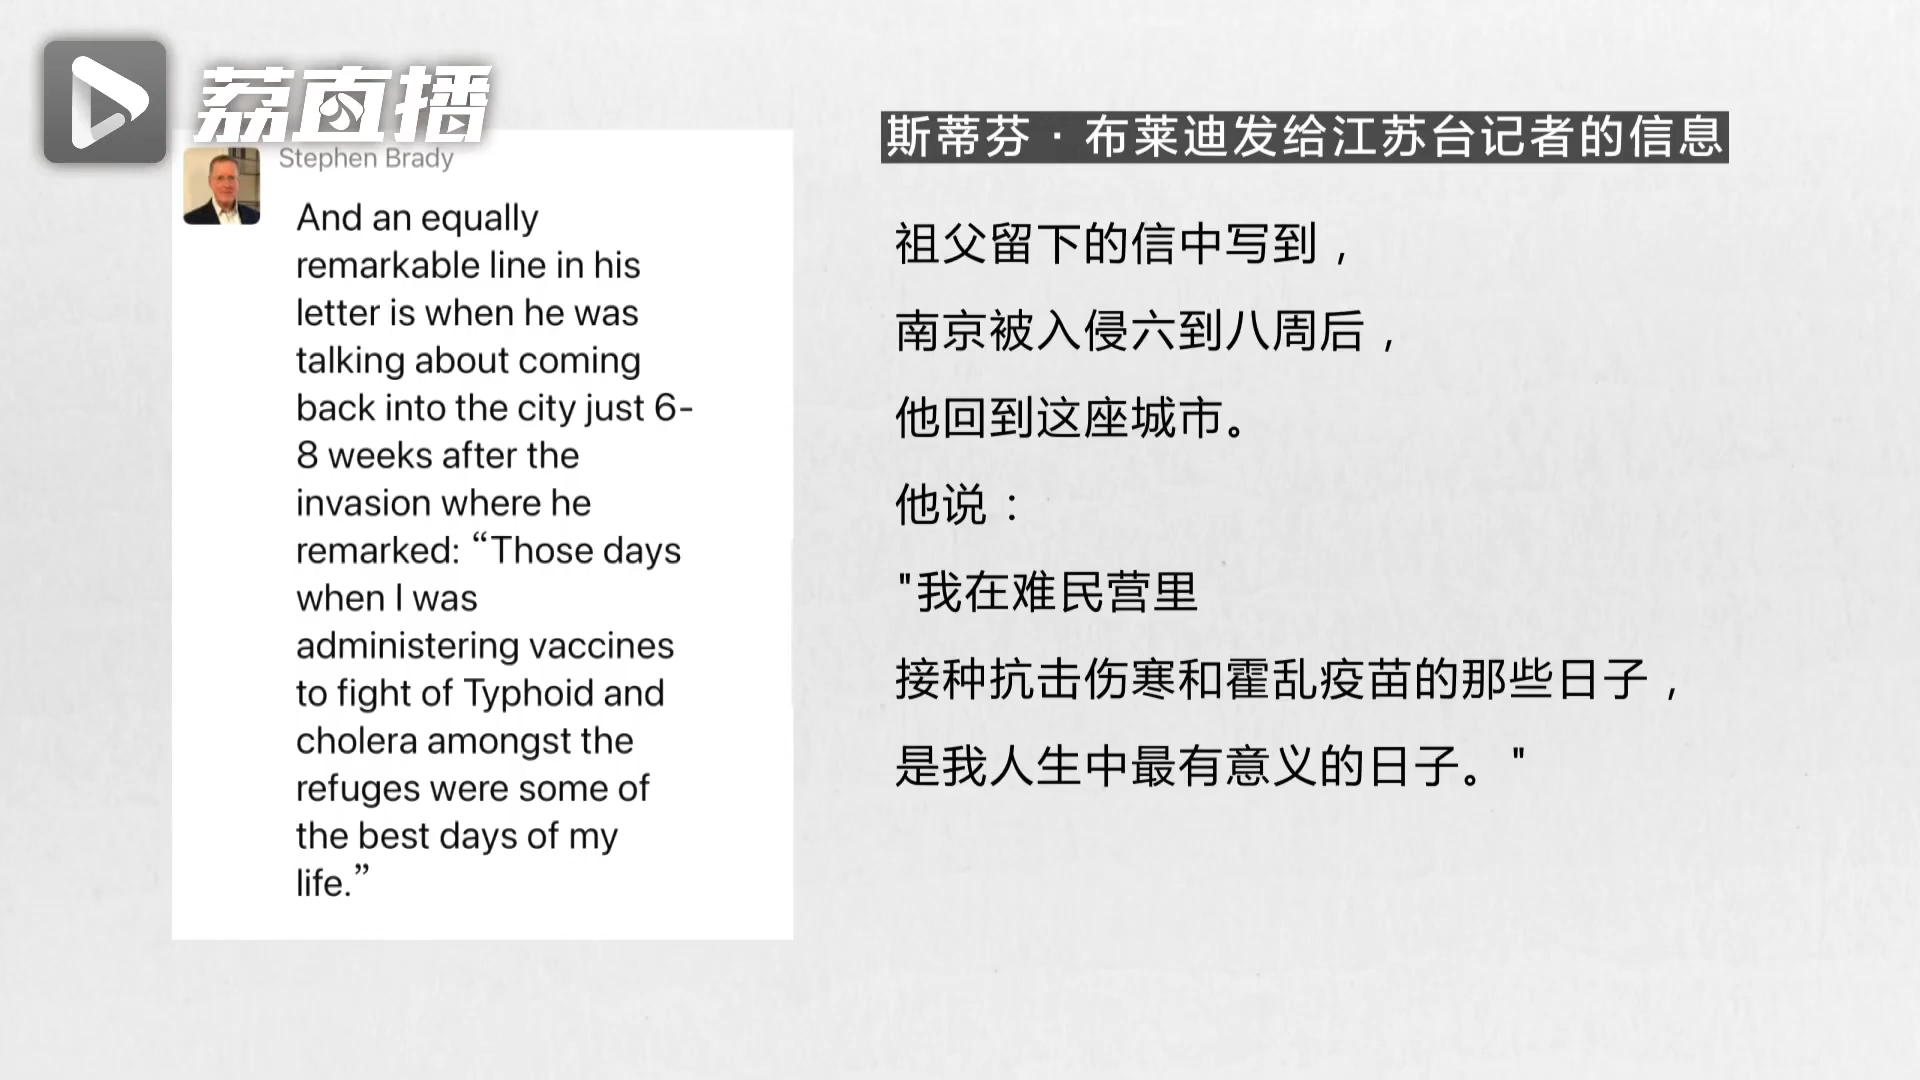 荔直播
Stephen Brady
And an equally
remarkable line in his
letter is when he was
talking about coming
back into the city just 6-
8 weeks after the
invasion where he
remarked: “Those days
when I was
administering vaccines
to fight of Typhoid and
cholera amongst the
refuges were some of
the best days of my
life.”
斯蒂芬·布莱迪发给江苏台记者的信息
祖父留下的信中写到，
南京被入侵六到八周后，
他回到这座城市。
他说：
"我在难民营里
接种抗击伤寒和霍乱疫苗的那些日子，
是我人生中最有意义的日子。"